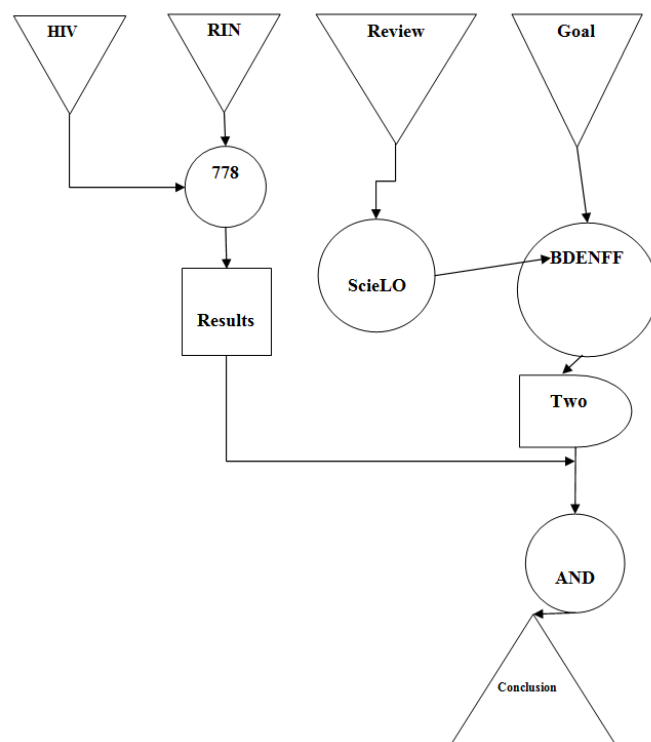 HIV
RIN
Review
Goal
778
BDENFF
ScieLO
Results
Two
AND
Conclusion